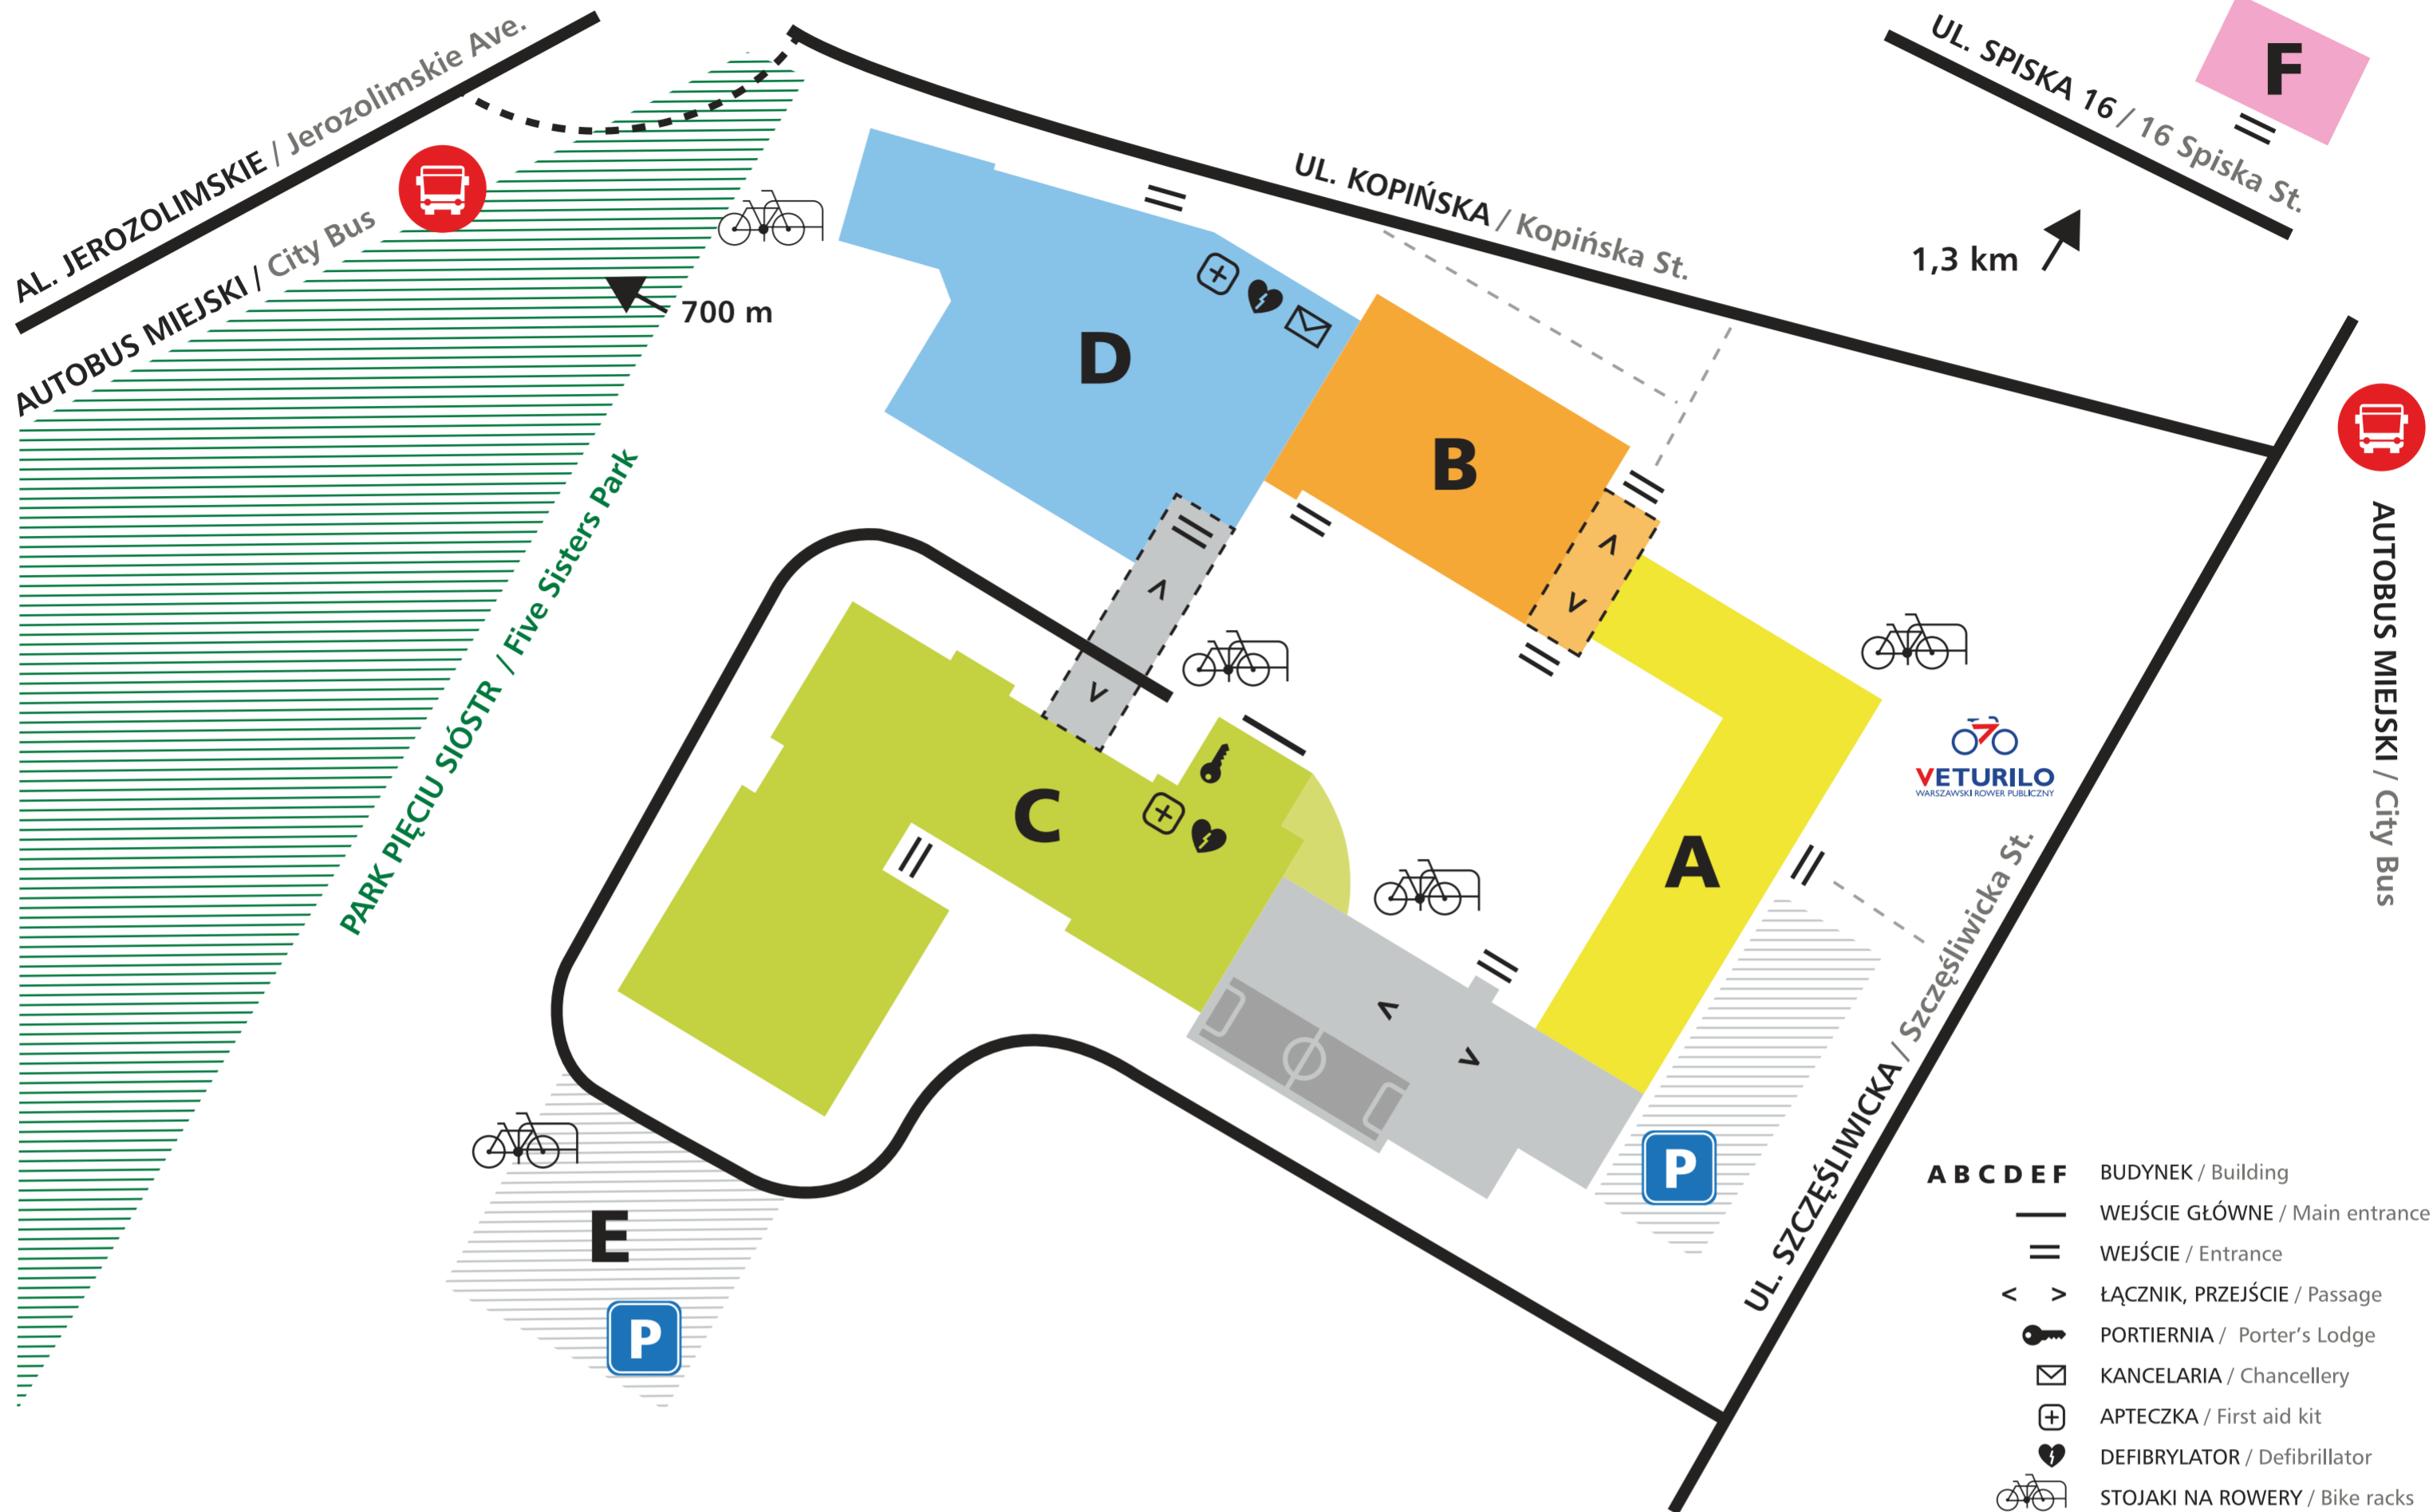 AL. JEROZOLIMSKIE / Jerozolimskie Ave.
AUTOBUS MIEJSKI / City Bus
UL. SPISKA 16 / 16 Spiska St.
F
UL. KOPIŃSKA / Kopińska St.
1,3 km
700 m
D
B
PARK PIĘCIU SIÓSTR / Five Sisters Park
AUTOBUS MIEJSKI / City Bus
VETURILO
WARSZAWSKI ROWER PUBLICZNY
C
A
UL. SZCZĘŚLIWICKA / Szczęśliwicka St.
E
P
P
A B C D E F BUDYNEK / Building
WEJŚCIE GŁÓWNE / Main entrance
WEJŚCIE / Entrance
< > ŁĄCZNIK, PRZEJŚCIE / Passage
PORTIERNIA / Porter's Lodge
KANCELARIA / Chancellery
APTECZKA / First aid kit
DEFIBRYLATOR / Defibrillator
STOJAKI NA ROWERY / Bike racks